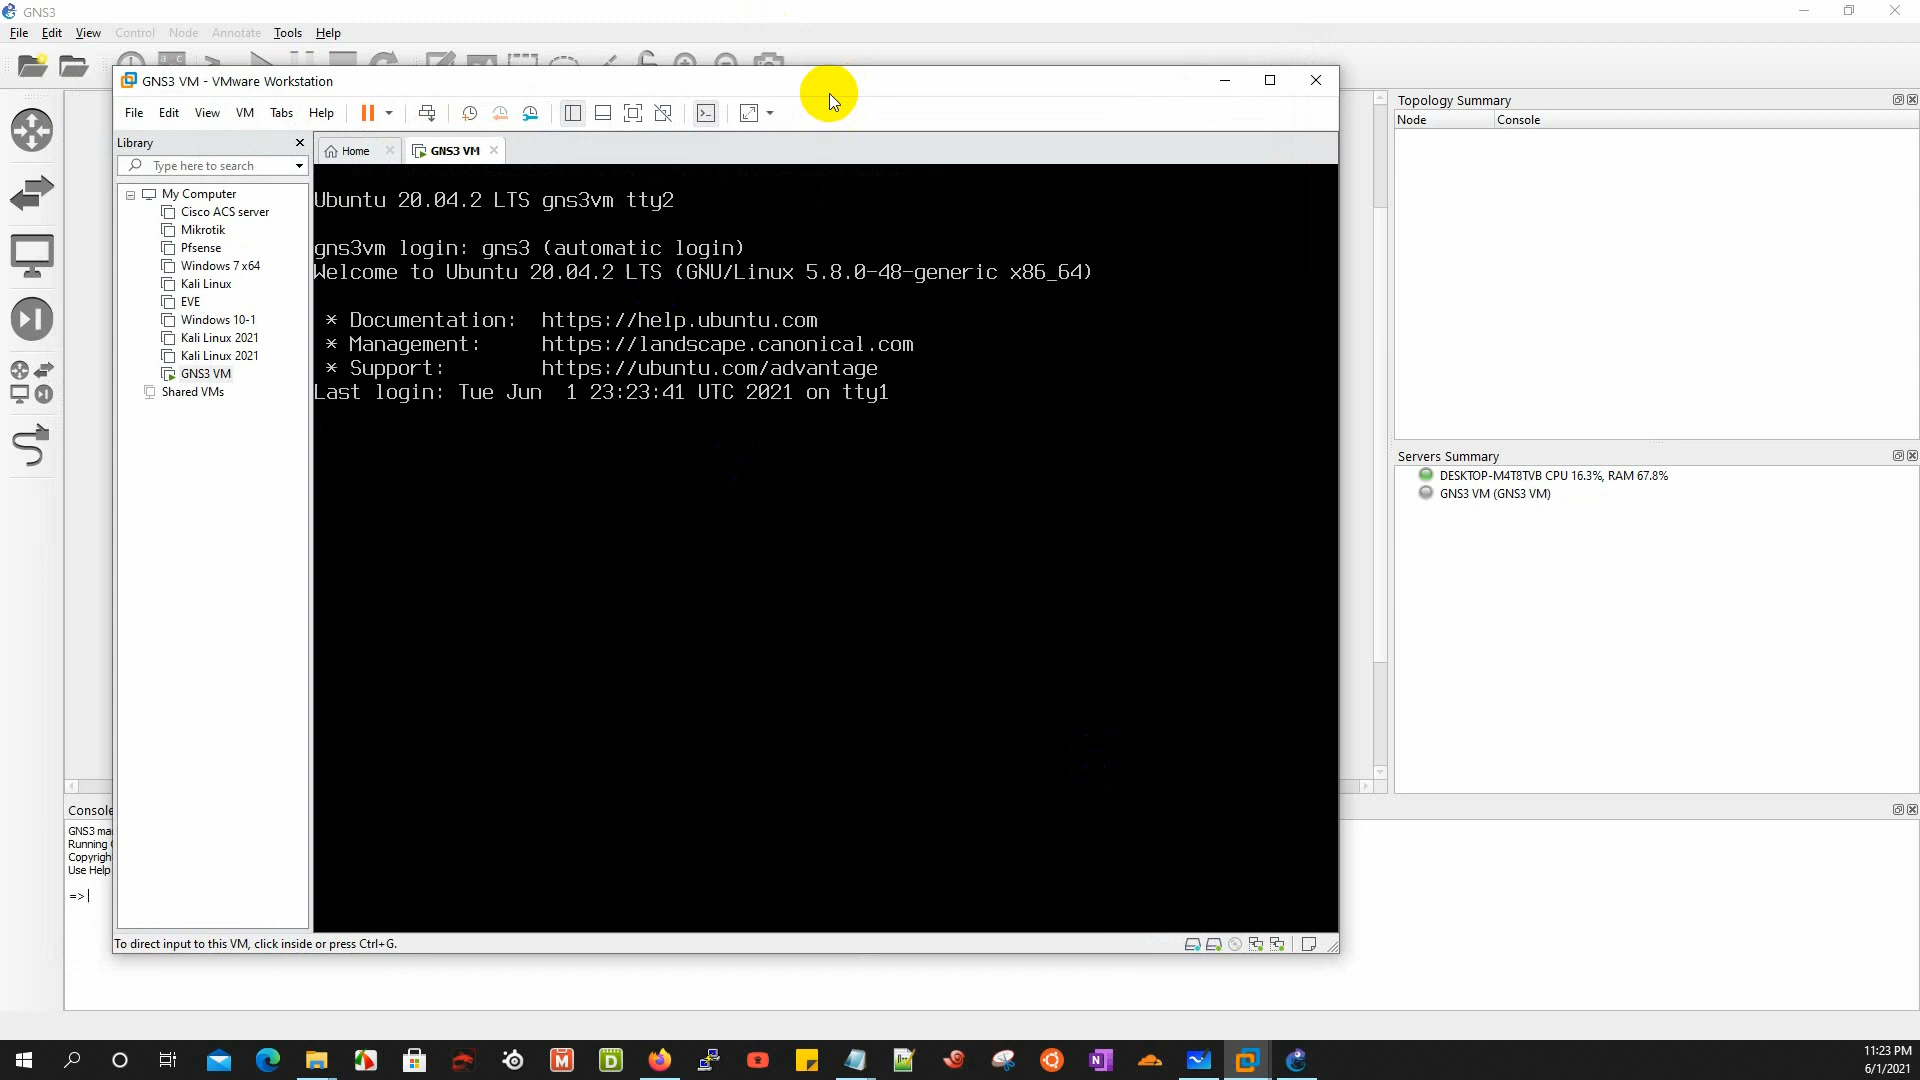 GNS3
File Edit View Control Node Annotate Tools Help
GNS3 VM - VMware Workstation
File Edit View VM Tabs Help
Library
Type here to search
Home
GNS3 VM
My Computer
Cisco ACS server
Mikrotik
Pfsense
Windows 7 x64
Kali Linux
EVE
Windows 10-1
Kali Linux 2021
Kali Linux 2021
GNS3 VM
Shared VMs
Ubuntu 20.04.2 LTS gns3vm tty2
gns3vm login: gns3 (automatic login)
Welcome to Ubuntu 20.04.2 LTS (GNU/Linux 5.8.0-48-generic x86_64)
* Documentation: https://help.ubuntu.com
* Management: https://landscape.canonical.com
* Support: https://ubuntu.com/advantage
Last login: Tue Jun 1 23:23:41 UTC 2021 on tty1
To direct input to this VM, click inside or press Ctrl+G.
Topology Summary
Node Console
Servers Summary
DESKTOP-M4T8TVB CPU 16.3%, RAM 67.8%
GNS3 VM (GNS3 VM)
Console
GNS3 ma
Running
Copyrigh
Use Help
=>
11:23 PM
6/1/2021